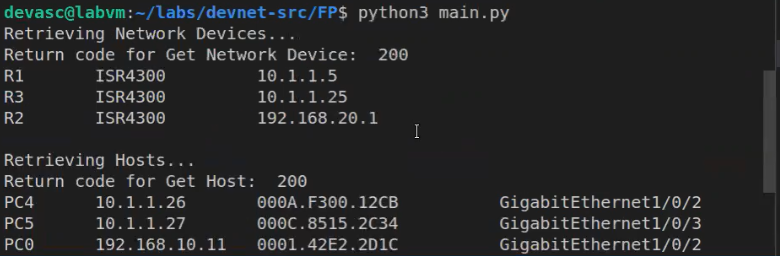 devasc@labvm:~/labs/devnet-src/FP$ python3 main.py
Retrieving Network Devices...
Return code for Get Network Device:  200
R1      ISR4300         10.1.1.5
R3      ISR4300         10.1.1.25
R2      ISR4300         192.168.20.1
Retrieving Hosts...
Return code for Get Host:  200
PC4     10.1.1.26       000A.F300.12CB          GigabitEthernet1/0/2
PC5     10.1.1.27       000C.8515.2C34          GigabitEthernet1/0/3
PC0     192.168.10.11   0001.42E2.2D1C          GigabitEthernet1/0/2